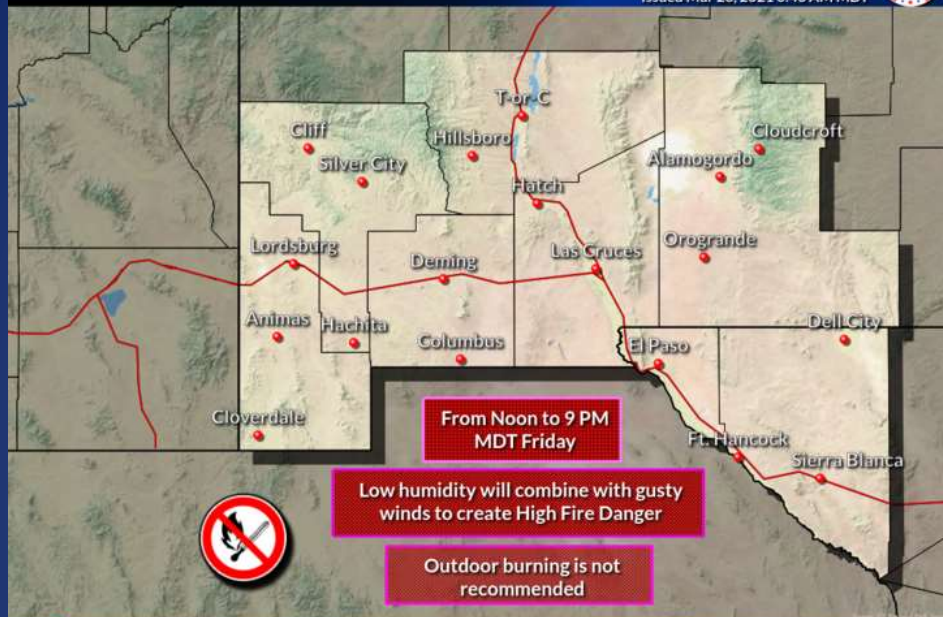 T-or-C
Cliff
Hillsboro
Cloudcroft
Silver City
Alamogordo
Hatch
Lordsburg
Deming
Las Cruces
Orogrande
Animas
Hachita
Columbus
El Paso
Dell City
Cloverdale
Ft. Hancock
Sierra Blanca
From Noon to 9 PM
MDT Friday
Low humidity will combine with gusty
winds to create High Fire Danger
Outdoor burning is not
recommended